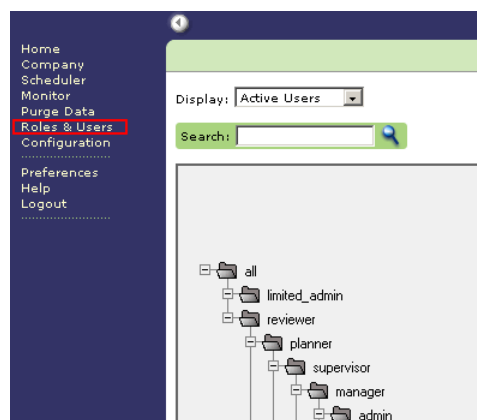 Home
Company
Scheduler
Monitor
Purge Data
Roles & Users
Configuration
Preferences
Help
Logout
Display: Active Users
Search:
all
limited_admin
reviewer
planner
supervisor
manager
admin